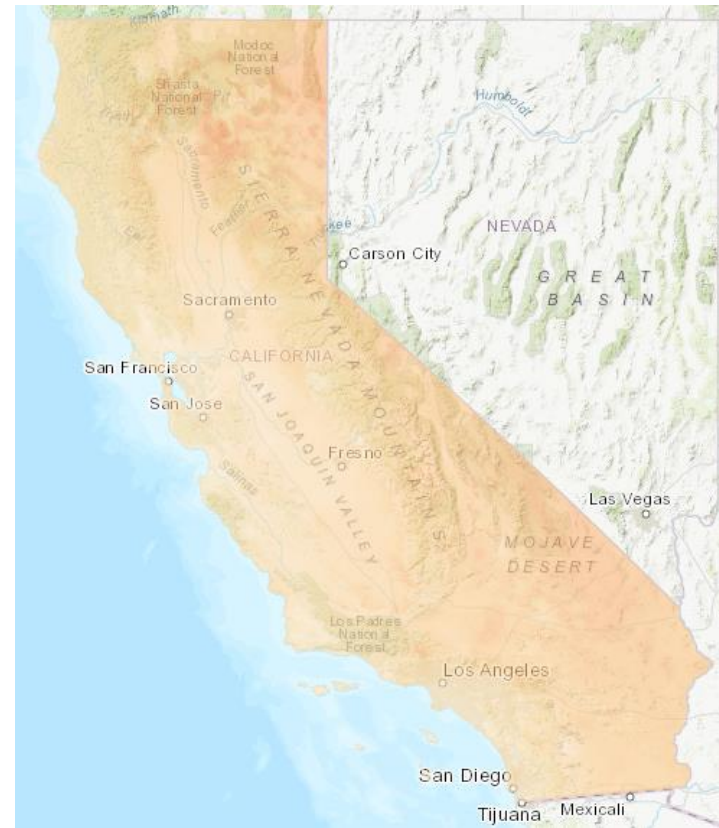 Klamath
Modoc
National
Forest
Shasta
National
Forest
Pit
Humboldt
Sacramento
SIERRA NEVADA MOUNTAINS
Feather
NEVADA
Carson City
GREAT
BASIN
Sacramento
San Francisco
CALIFORNIA
San Jose
SAN JOAQUIN VALLEY
Fresno
Salinas
Las Vegas
MOJAVE
DESERT
Los Padres
National
Forest
Los Angeles
San Diego
Tijuana
Mexicali